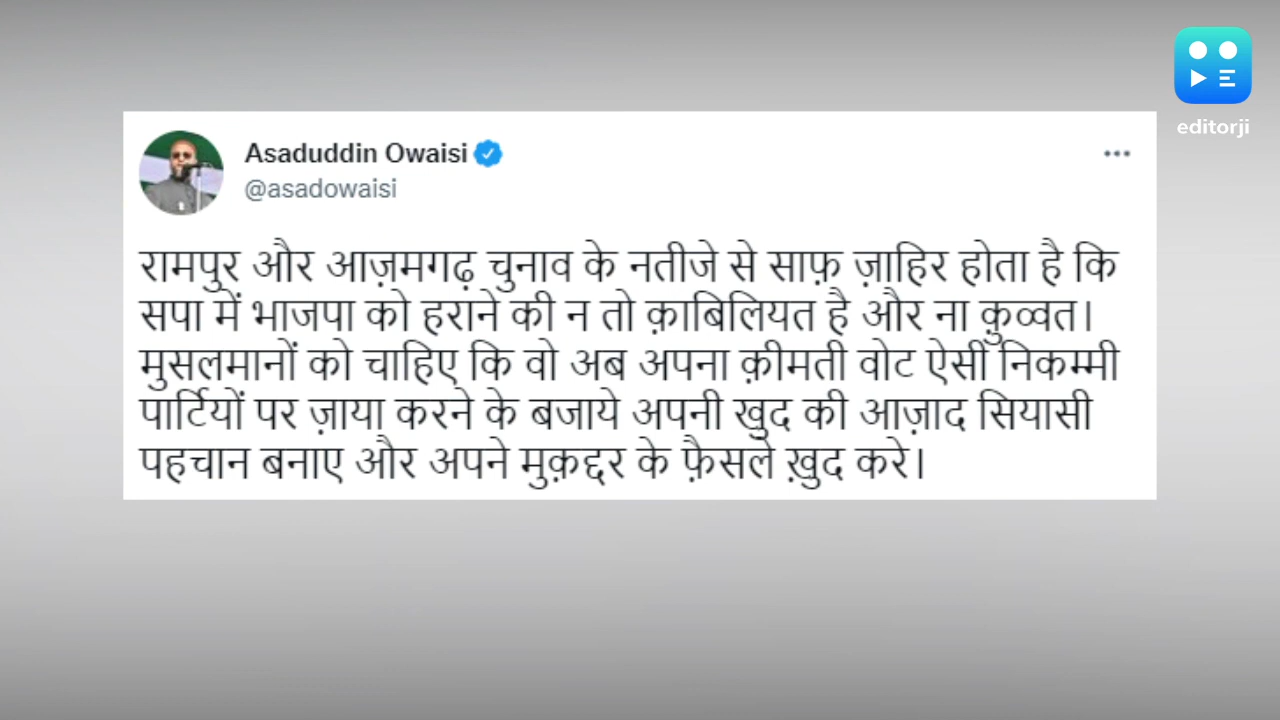 editorji
Asaduddin Owaisi
@asadowaisi
रामपुर और आज़मगढ़ चुनाव के नतीजे से साफ़ ज़ाहिर होता है कि
सपा में भाजपा को हराने की न तो क़ाबिलियत है और ना क़ुव्वत।
मुसलमानों को चाहिए कि वो अब अपना क़ीमती वोट ऐसी निकम्मी
पार्टियों पर ज़ाया करने के बजाये अपनी खुद की आज़ाद सियासी
पहचान बनाए और अपने मुक़द्दर के फ़ैसले ख़ुद करे।